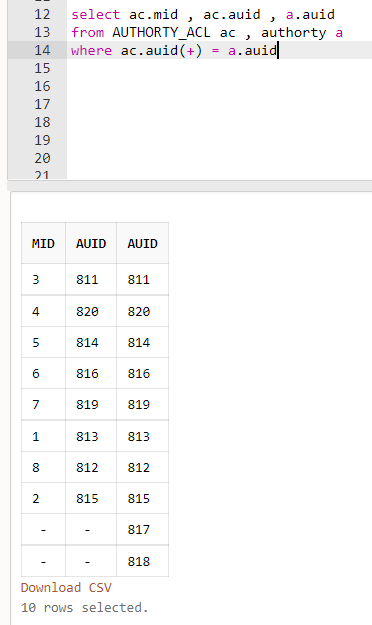 12 select ac.mid , ac.auid , a.auid
13 from AUTHORTY_ACL ac , authorty a
14 where ac.auid(+) = a.auid
15
16
17
18
19
20
21
MID AUID AUID
3 811 811
4 820 820
5 814 814
6 816 816
7 819 819
1 813 813
8 812 812
2 815 815
- - 817
- - 818
Download CSV
10 rows selected.